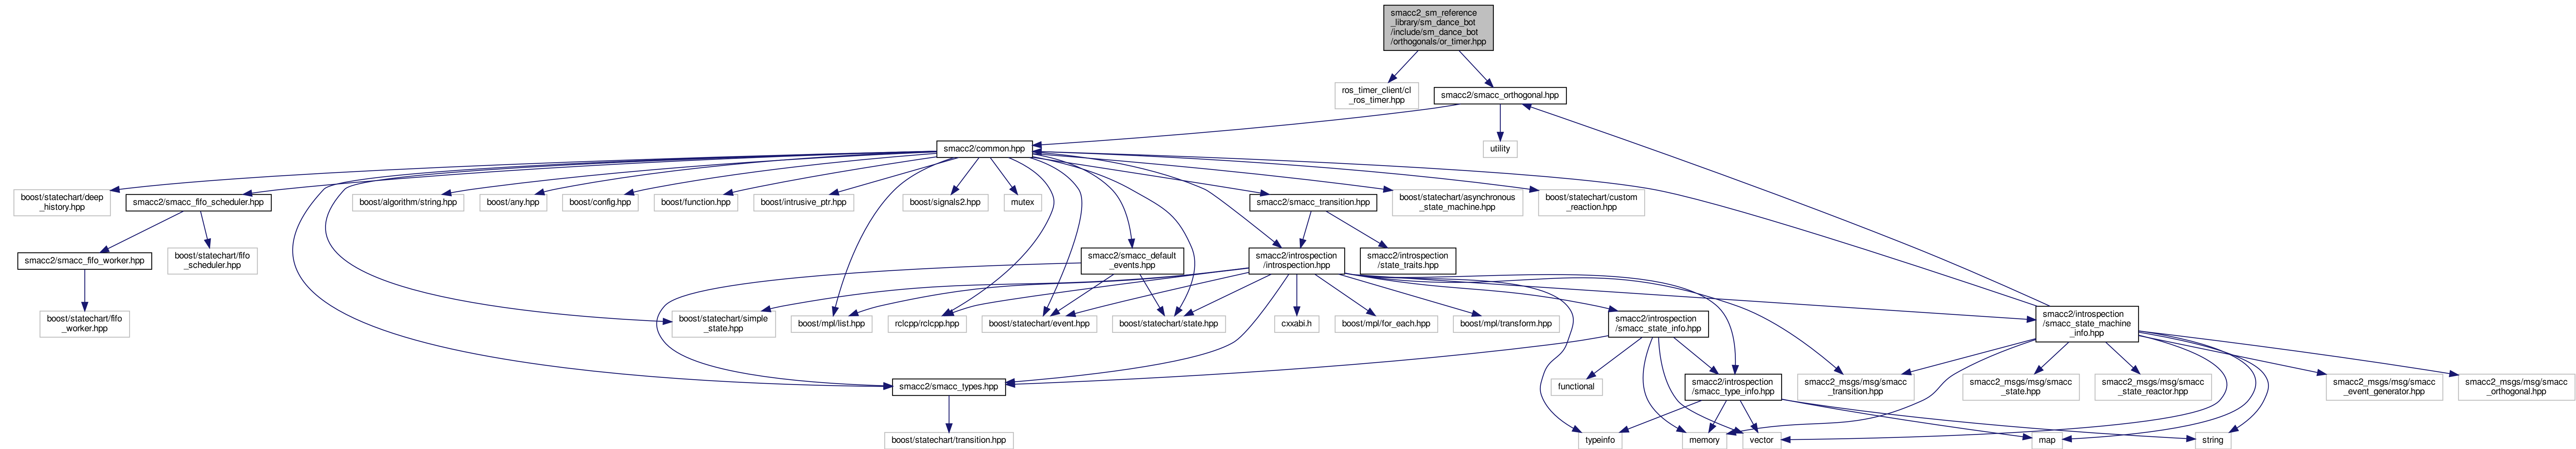 smacc2_sm_reference
_library/sm_dance_bot
/include/sm_dance_bot
/orthogonals/or_timer.hpp
ros_timer_client/cl
_ros_timer.hpp
smacc2/smacc_orthogonal.hpp
smacc2/common.hpp
utility
boost/statechart/deep
_history.hpp
smacc2/smacc_fifo_scheduler.hpp
boost/algorithm/string.hpp
boost/any.hpp
boost/config.hpp
boost/function.hpp
boost/intrusive_ptr.hpp
boost/signals2.hpp
mutex
smacc2/smacc_transition.hpp
boost/statechart/asynchronous
_state_machine.hpp
boost/statechart/custom
_reaction.hpp
smacc2/smacc_fifo_worker.hpp
boost/statechart/fifo
_scheduler.hpp
smacc2/smacc_default
_events.hpp
smacc2/introspection
/introspection.hpp
smacc2/introspection
/state_traits.hpp
boost/statechart/fifo
_worker.hpp
boost/statechart/simple
_state.hpp
boost/mpl/list.hpp
rclcpp/rclcpp.hpp
boost/statechart/event.hpp
boost/statechart/state.hpp
cxxabi.h
boost/mpl/for_each.hpp
boost/mpl/transform.hpp
smacc2/introspection
/smacc_state_info.hpp
smacc2/introspection
/smacc_state_machine
_info.hpp
smacc2/smacc_types.hpp
functional
smacc2/introspection
/smacc_type_info.hpp
smacc2_msgs/msg/smacc
_transition.hpp
smacc2_msgs/msg/smacc
_state.hpp
smacc2_msgs/msg/smacc
_state_reactor.hpp
smacc2_msgs/msg/smacc
_event_generator.hpp
smacc2_msgs/msg/smacc
_orthogonal.hpp
boost/statechart/transition.hpp
typeinfo
memory
vector
map
string